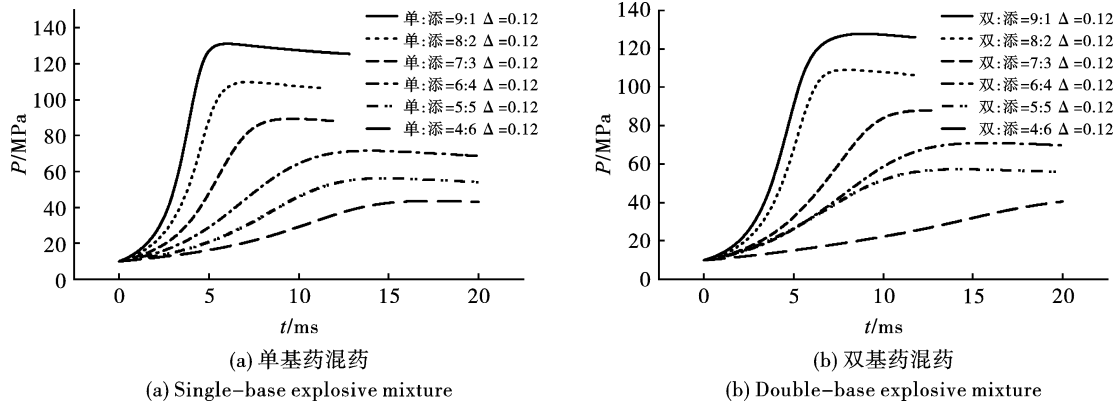 140
120
100
80
60
40
20
0
P/MPa
单:添=9:1 Δ=0.12
单:添=8:2 Δ=0.12
单:添=7:3 Δ=0.12
单:添=6:4 Δ=0.12
单:添=5:5 Δ=0.12
单:添=4:6 Δ=0.12
0 5 10 15 20
t/ms
(a) 单基药混药
(a) Single-base explosive mixture
140
120
100
80
60
40
20
0
P/MPa
双:添=9:1 Δ=0.12
双:添=8:2 Δ=0.12
双:添=7:3 Δ=0.12
双:添=6:4 Δ=0.12
双:添=5:5 Δ=0.12
双:添=4:6 Δ=0.12
0 5 10 15 20
t/ms
(b) 双基药混药
(b) Double-base explosive mixture